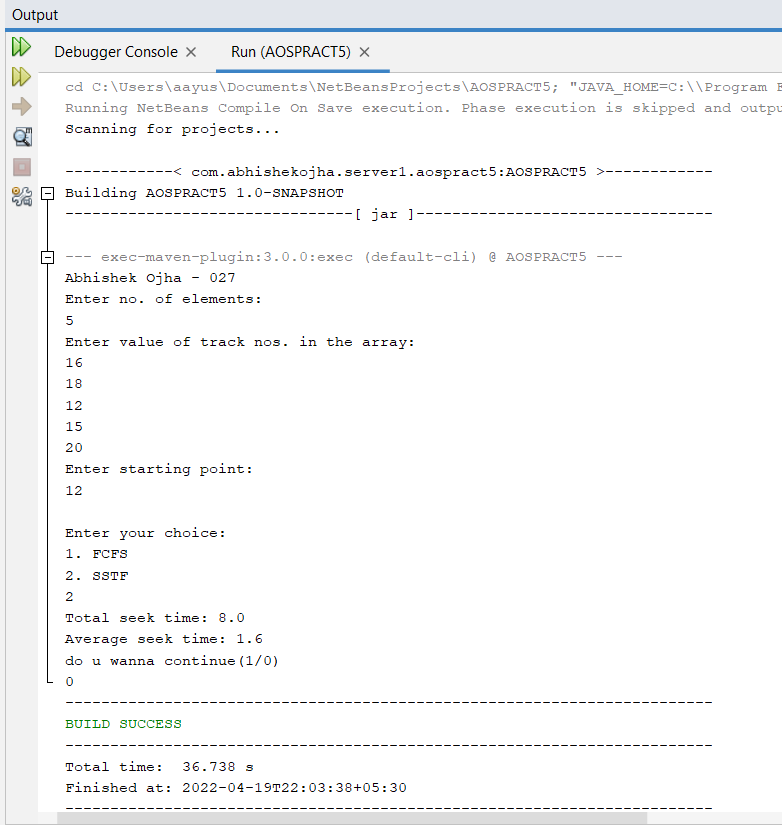 Output
Debugger Console × Run (AOSPRACT5) ×
cd C:\Users\aayus\Documents\NetBeansProjects\AOSPRACT5; "JAVA_HOME=C:\\Program
Running NetBeans Compile On Save execution. Phase execution is skipped and outpu
Scanning for projects...
------------< com.abhishekojha.server1.aospract5:AOSPRACT5 >------------
Building AOSPRACT5 1.0-SNAPSHOT
--------------------------------[ jar ]---------------------------------
--- exec-maven-plugin:3.0.0:exec (default-cli) @ AOSPRACT5 ---
Abhishek Ojha - 027
Enter no. of elements:
5
Enter value of track nos. in the array:
16
18
12
15
20
Enter starting point:
12
Enter your choice:
1. FCFS
2. SSTF
2
Total seek time: 8.0
Average seek time: 1.6
do u wanna continue(1/0)
0
------------------------------------------------------------------------
BUILD SUCCESS
------------------------------------------------------------------------
Total time:  36.738 s
Finished at: 2022-04-19T22:03:38+05:30
------------------------------------------------------------------------